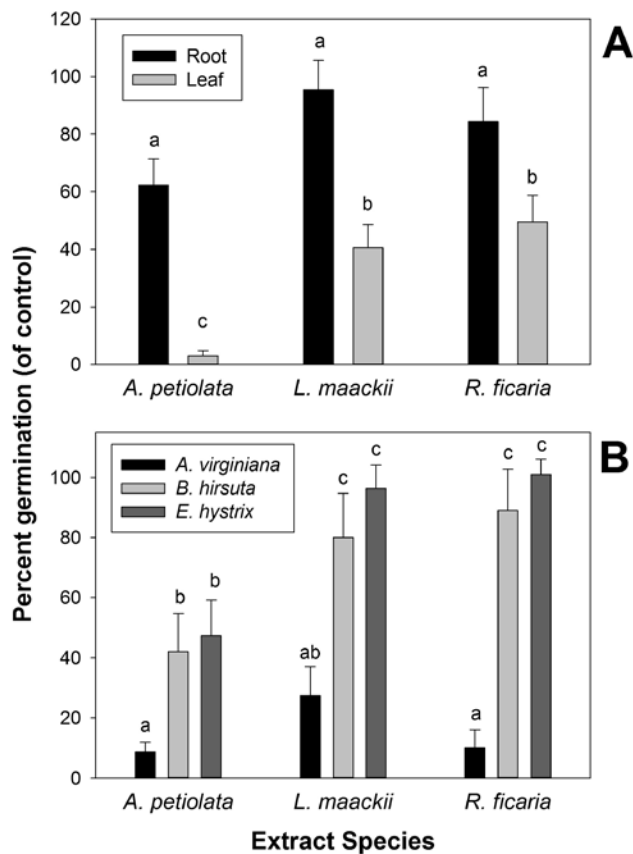 A
Root
Leaf
120
100
80
60
40
20
0
a
c
a
b
a
b
A. petiolata L. maackii R. ficaria
Percent germination (of control)
B
A. virginiana
B. hirsuta
E. hystrix
100
80
60
40
20
0
a
b
b
ab
c
c
a
c
c
A. petiolata L. maackii R. ficaria
Extract Species